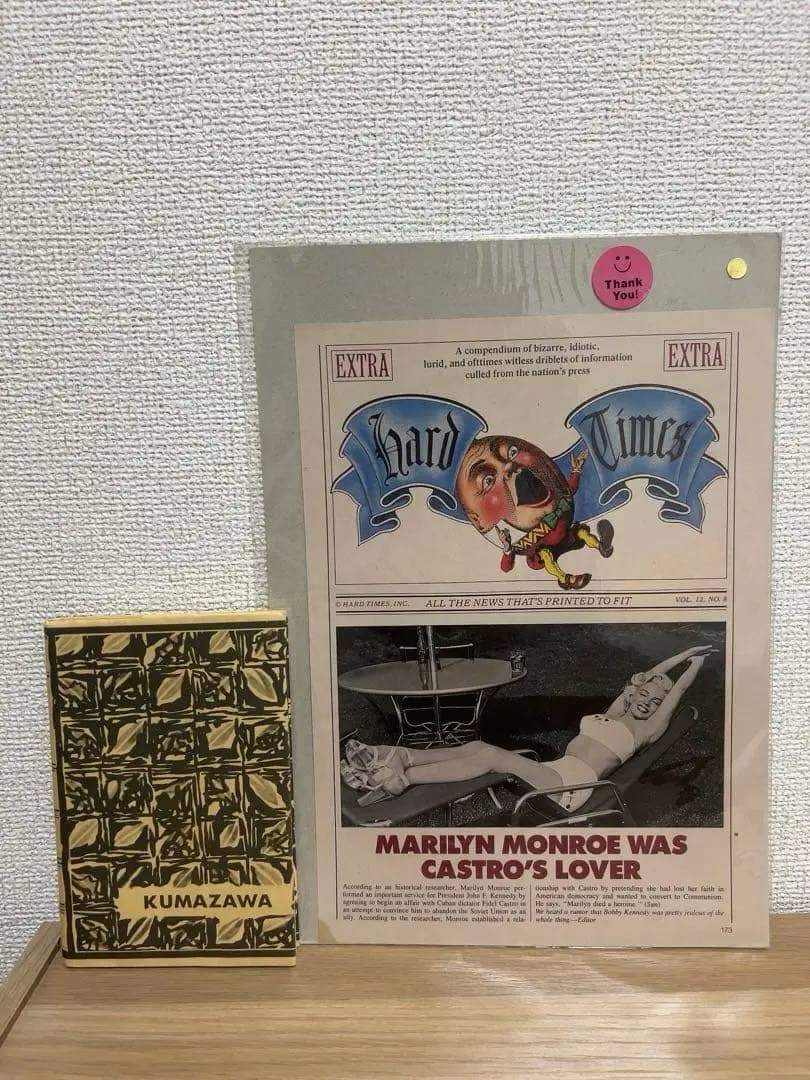 Thank
You!
EXTRA
A compendium of bizarre, idiotic,
lurid, and ofttimes witless driblets of information
culled from the nation's press
EXTRA
Hard Times
© HARD TIMES, INC. ALL THE NEWS THAT'S PRINTED TO FIT VOL. 12, NO. 8
MARILYN MONROE WAS
CASTRO'S LOVER
According to an historical researcher, Marilyn Monroe per-
formed an important service for President John F. Kennedy by
agreeing to begin an affair with Cuban dictator Fidel Castro in
an attempt to convince him to abandon the Soviet Union as an
ally. According to the researcher, Monroe established a rela-
tionship with Castro by pretending she had lost her faith in
American democracy and wanted to convert to Communism.
He says, "Marilyn died a heroine." (Sun)
We heard a rumor that Bobby Kennedy was pretty jealous of the
whole thing.—Editor
173
KUMAZAWA